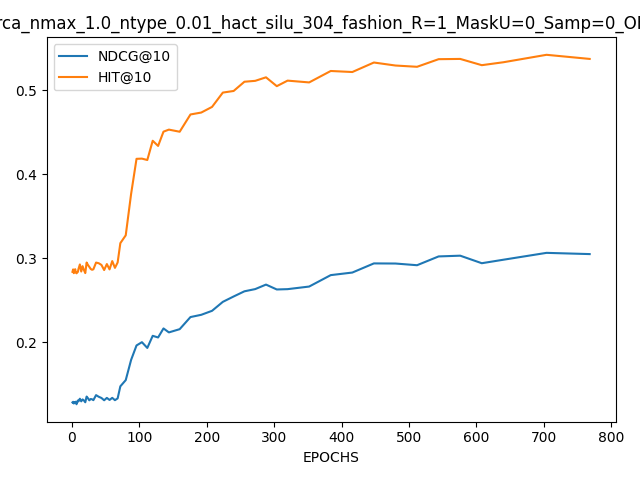 rca_nmax_1.0_ntype_0.01_hact_silu_304_fashion_R=1_MaskU=0_Samp=0_Ol
NDCG@10
HIT@10
0.5
0.4
0.3
0.2
0 100 200 300 400 500 600 700 800
EPOCHS